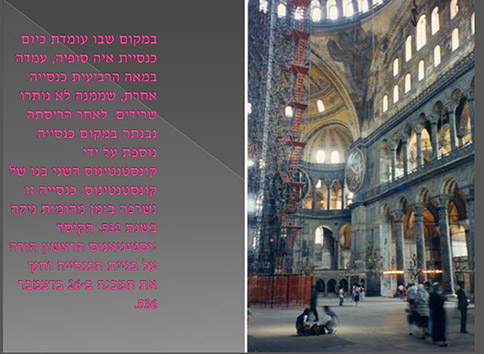 במקום שבו עומדת כיום
כנסיית איה סופיה, עמדה
במאה הרביעית כנסייה
אחרת, שממנה לא נותרו
שרידים. לאחר הריסתה
נבנתה במקום כנסייה
נוספת על ידי
קונסטנטינוס השני בנו של
קונסטנטינוס. כנסייה זו
נשרפה בזמן מהומות ניקה
בשנת 532. הקיסר
יוסטיניאנוס הראשון הורה
על בניית הכנסייה וחנך
את המבנה ב-26 בדצמבר
536.